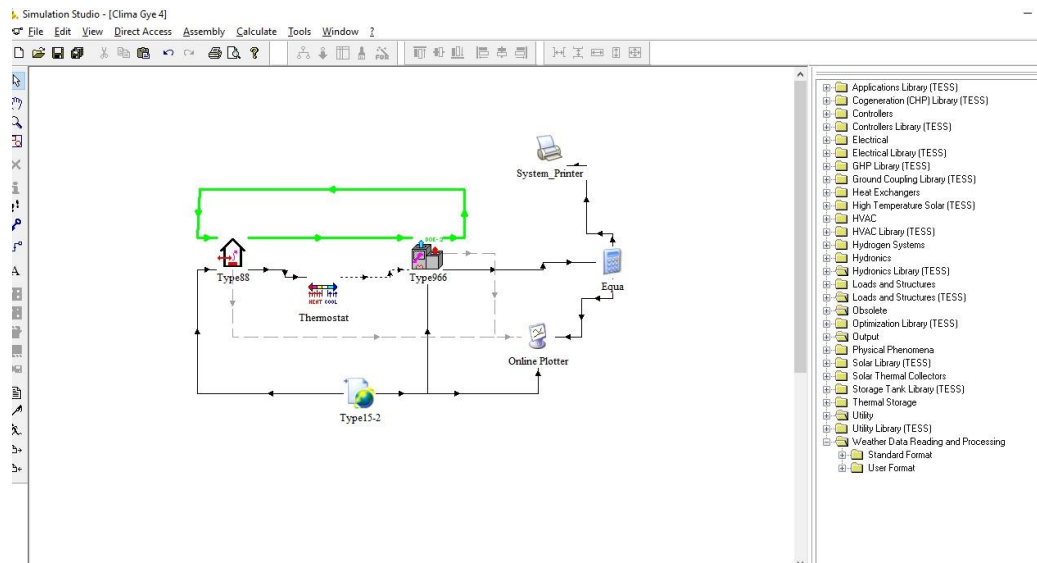 Simulation Studio - [Clima Gye 4]
File Edit View Direct Access Assembly Calculate Tools Window ?
FOR
A
System_Printer
DOE-2
Type88
Type966
Equa
HEAT COOL
Thermostat
Online Plotter
Type15-2
Applications Library (TESS)
Cogeneration (CHP) Library (TESS)
Controllers
Controllers Library (TESS)
Electrical
Electrical Library (TESS)
GHP Library (TESS)
Ground Coupling Library (TESS)
Heat Exchangers
High Temperature Solar (TESS)
HVAC
HVAC Library (TESS)
Hydrogen Systems
Hydronics
Hydronics Library (TESS)
Loads and Structures
Loads and Structures (TESS)
Obsolete
Optimization Library (TESS)
Output
Physical Phenomena
Solar Library (TESS)
Solar Thermal Collectors
Storage Tank Library (TESS)
Thermal Storage
Utility
Utility Library (TESS)
Weather Data Reading and Processing
Standard Format
User Format